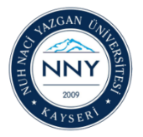 NUH NACİ YAZGAN ÜNİVERSİTESİ
NNY
2009
KAYSERİ